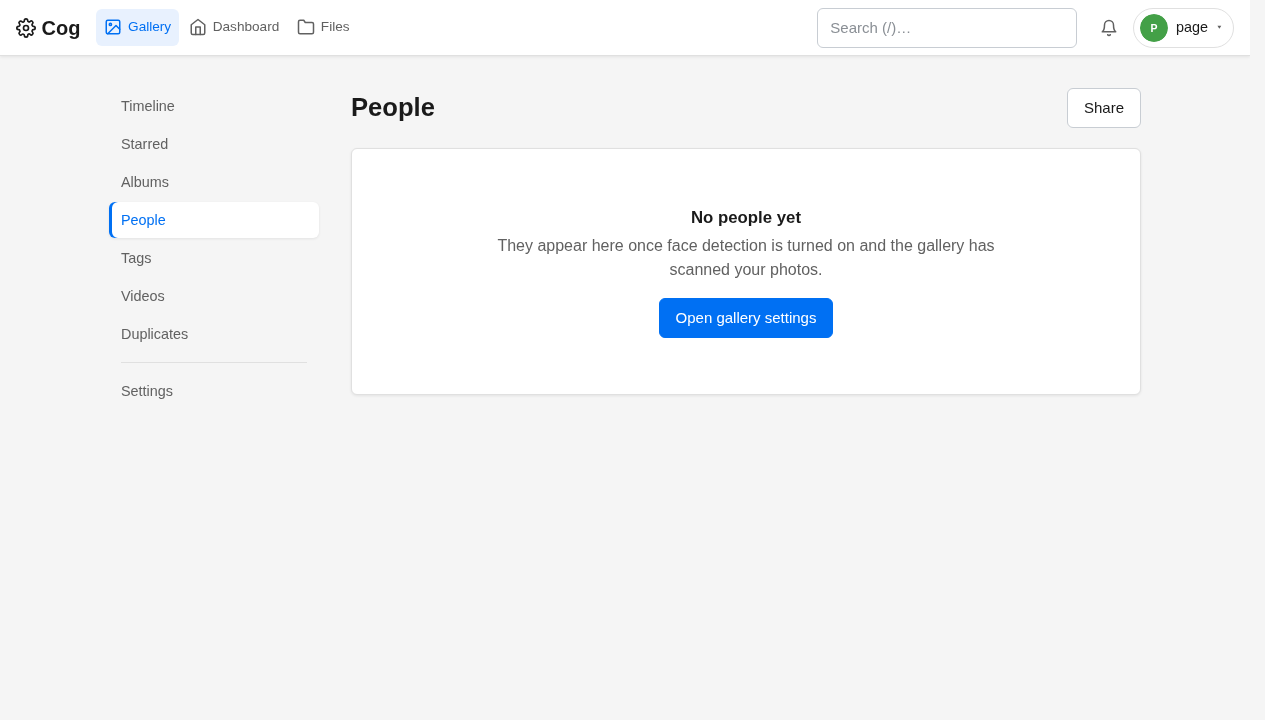 Cog
Gallery
Dashboard
Files
Search (/)…
P
page
Timeline
Starred
Albums
People
Tags
Videos
Duplicates
Settings
People
Share
No people yet
They appear here once face detection is turned on and the gallery has
scanned your photos.
Open gallery settings